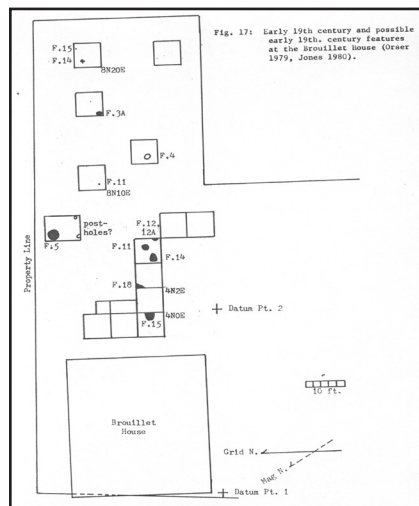 Fig. 17: Early 19th century and possible
early 19th. century features
at the Brouillet House (Orser
1979, Jones 1980).
F.15
F.14
8N20E
F.3A
F.4
F.11
8N10E
post-
holes?
F.5
F.12,
12A
F.11
F.14
F.18
4N2E
4N0E
F.15
Datum Pt. 2
Property Line
Brouillet
House
10 ft.
Grid N.
Mag N.
Datum Pt. 1